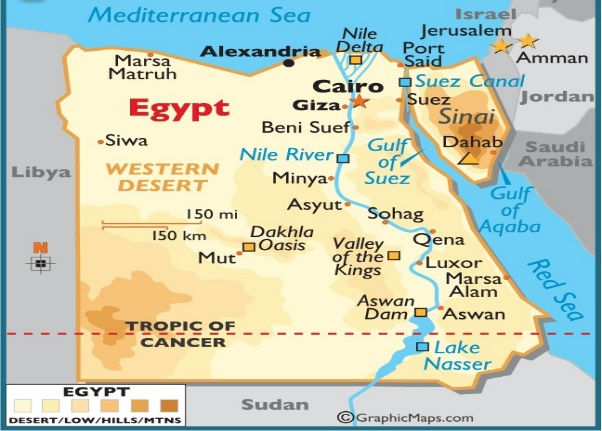 Mediterranean Sea
Israel
Jerusalem
Amman
Jordan
Marsa
Matruh
Alexandria
Nile
Delta
Port
Said
Suez Canal
Cairo
Giza
Suez
Sinai
Egypt
Beni Suef
Siwa
Dahab
Saudi
Arabia
Nile River
Gulf
of
Suez
Libya
WESTERN
DESERT
Minya
Gulf
of
Aqaba
Asyut
Sohag
150 mi
150 km
Dakhla
Oasis
Mut
Valley
of the
Kings
Qena
Luxor
Marsa
Alam
Red Sea
N
Aswan
Dam
Aswan
TROPIC OF
CANCER
Lake
Nasser
EGYPT
DESERT/LOW/HILLS/MTNS
Sudan
©GraphicMaps.com